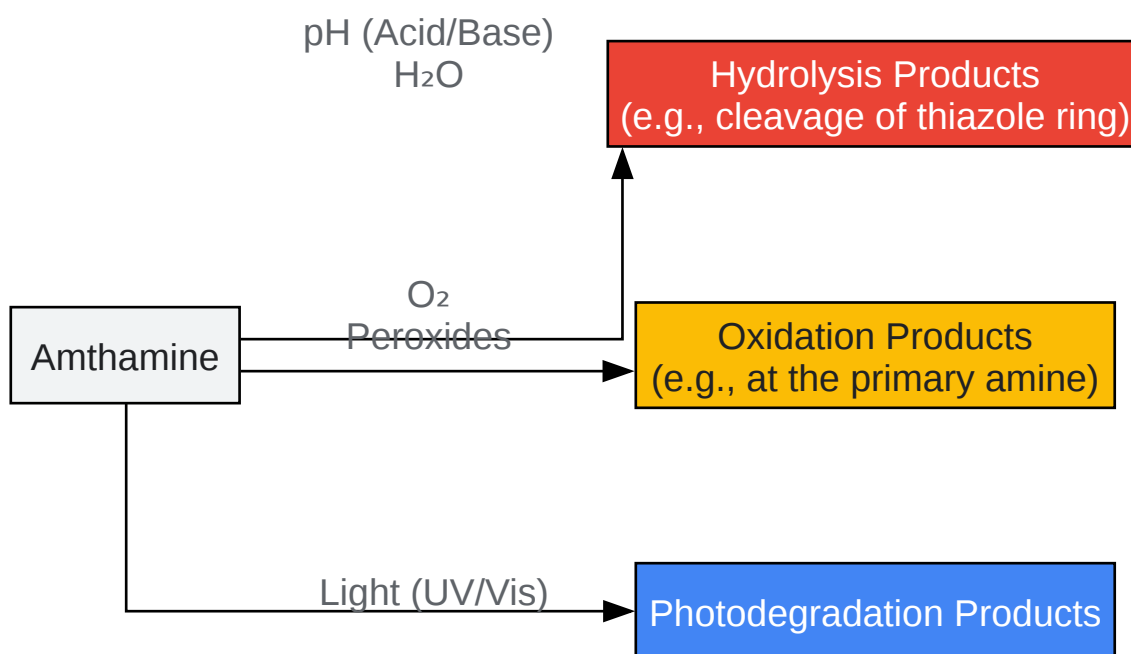 pH (Acid/Base)
H₂O
Hydrolysis Products
(e.g., cleavage of thiazole ring)
O₂
Peroxides
Amthamine
Oxidation Products
(e.g., at the primary amine)
Light (UV/Vis)
Photodegradation Products